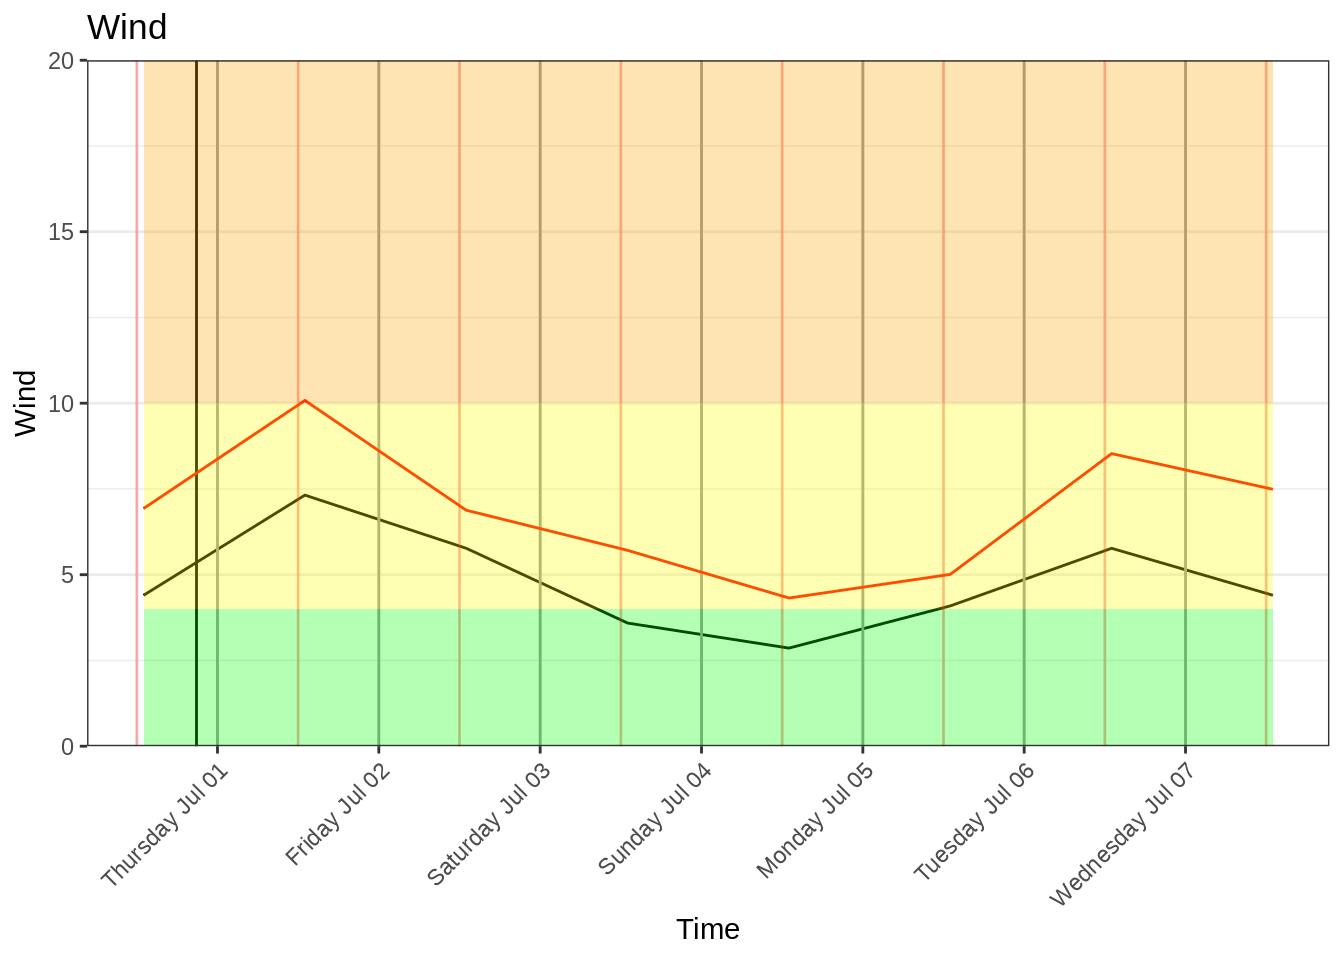 Wind
20
15
10
5
0
Wind
Thursday Jul 01
Friday Jul 02
Saturday Jul 03
Sunday Jul 04
Monday Jul 05
Tuesday Jul 06
Wednesday Jul 07
Time